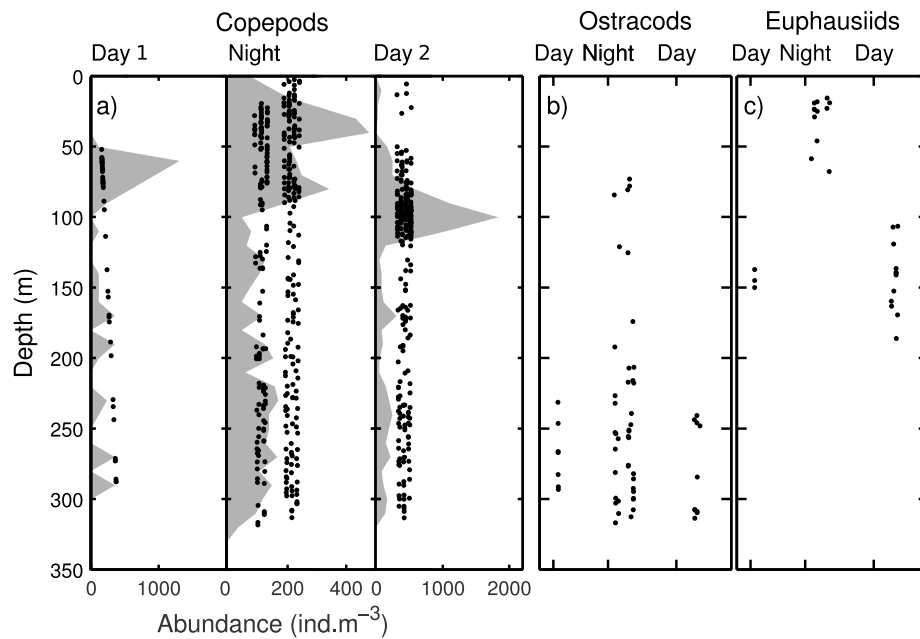 Copepods
Ostracods
Euphausiids
Day 1
Night
Day 2
Day
Night
Day
Day
Night
Day
a)
b)
c)
0
50
100
150
200
250
300
350
Depth (m)
0
1000
0
200
400
0
1000
2000
Abundance (ind.m⁻³)